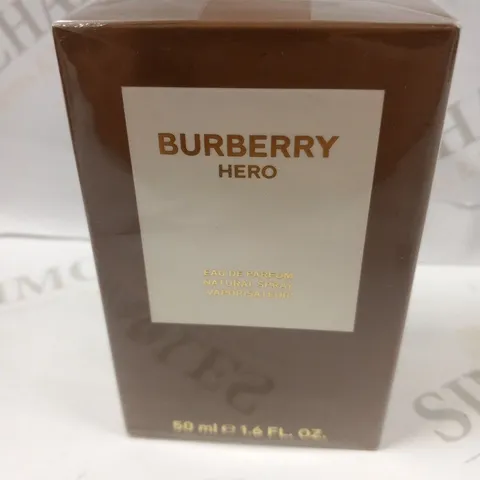 BURBERRY
HERO
EAU DE PARFUM
NATURAL SPRAY
VAPORISATEUR
50 ml ℮ 1.6 FL. OZ.